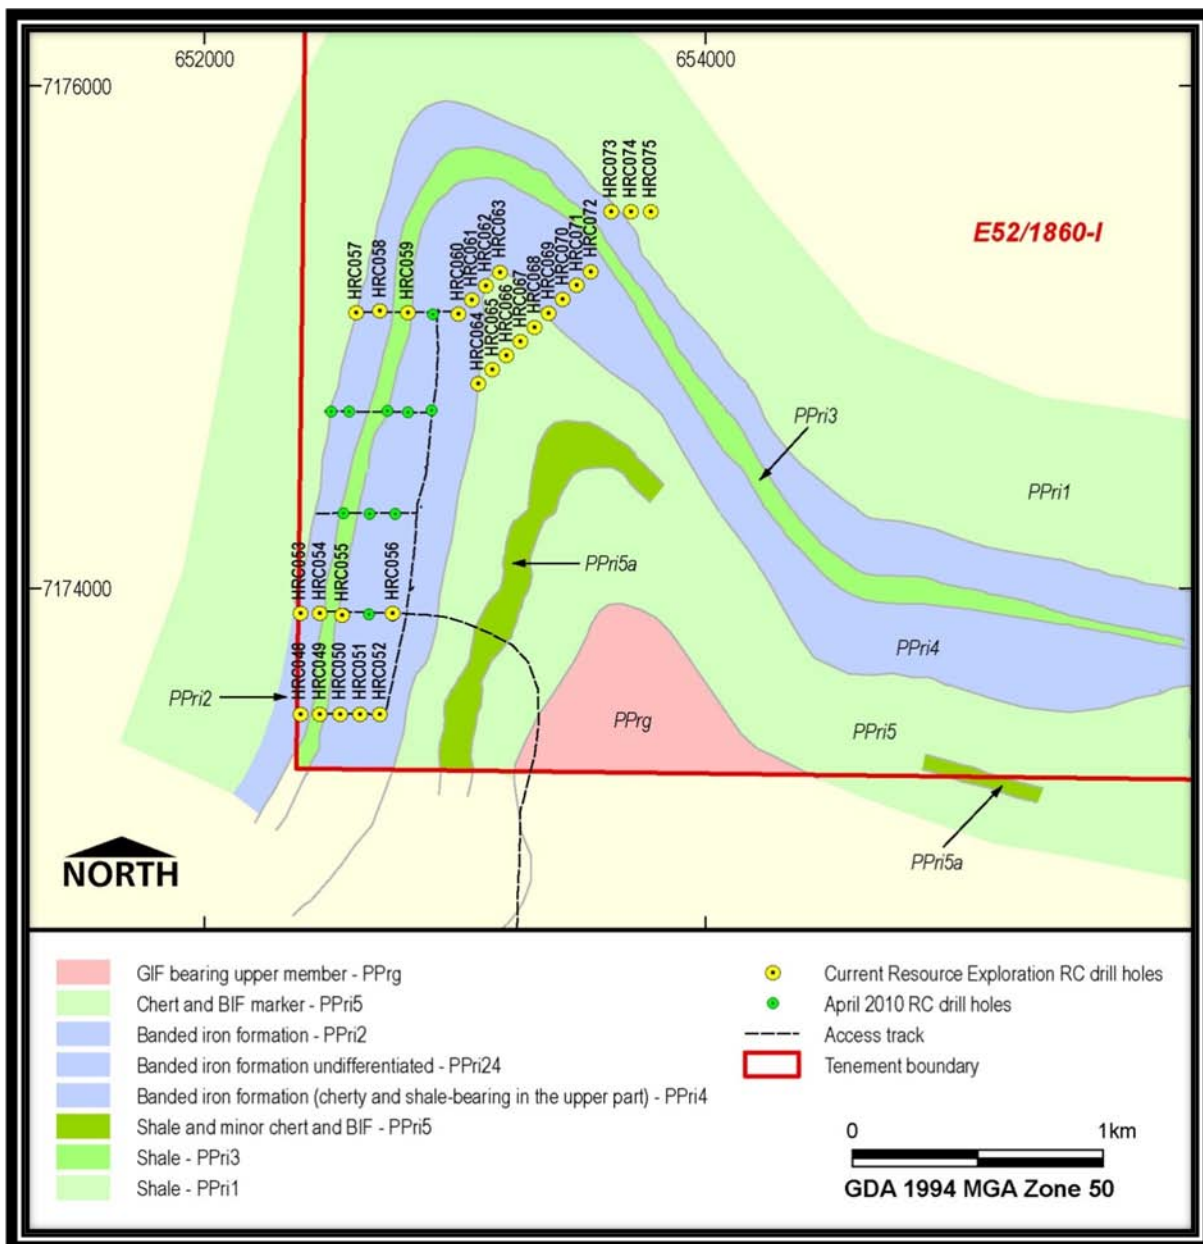 652000
654000
7176000
HRC073
HRC074
HRC075
E52/1860-I
HRC057
HRC058
HRC059
HRC060
HRC061
HRC062
HRC063
HRC064
HRC065
HRC066
HRC067
HRC068
HRC069
HRC070
HRC071
HRC072
PPri3
PPri1
7174000
HRC053
HRC054
HRC055
HRC056
PPri5a
PPri4
HRC048
HRC049
HRC050
HRC051
HRC052
PPri2
PPrg
PPri5
PPri5a
NORTH
GIF bearing upper member - PPrg
Chert and BIF marker - PPri5
Banded iron formation - PPri2
Banded iron formation undifferentiated - PPri24
Banded iron formation (cherty and shale-bearing in the upper part) - PPri4
Shale and minor chert and BIF - PPri5
Shale - PPri3
Shale - PPri1
Current Resource Exploration RC drill holes
April 2010 RC drill holes
Access track
Tenement boundary
0 1km
GDA 1994 MGA Zone 50